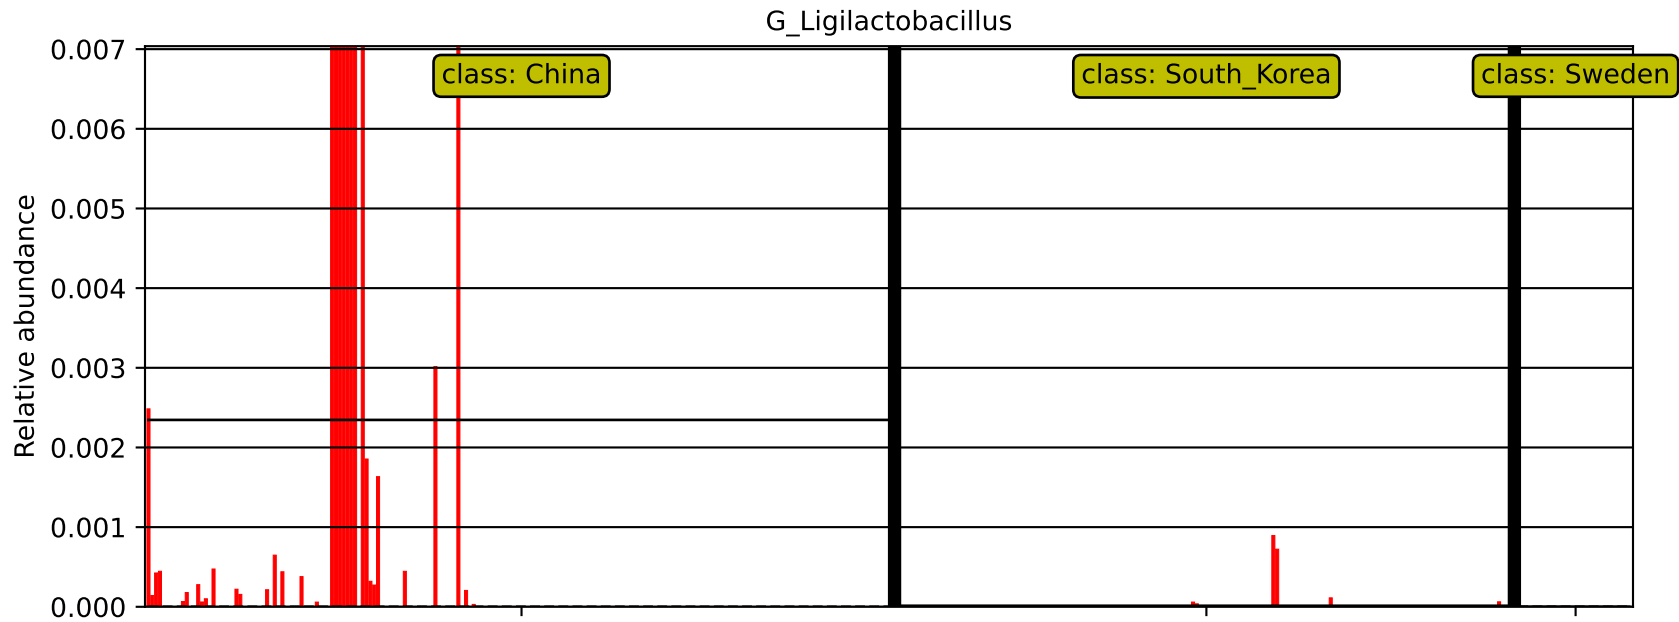 G_Ligilactobacillus
class: China
class: South_Korea
class: Sweden
Relative abundance
0.007
0.006
0.005
0.004
0.003
0.002
0.001
0.000